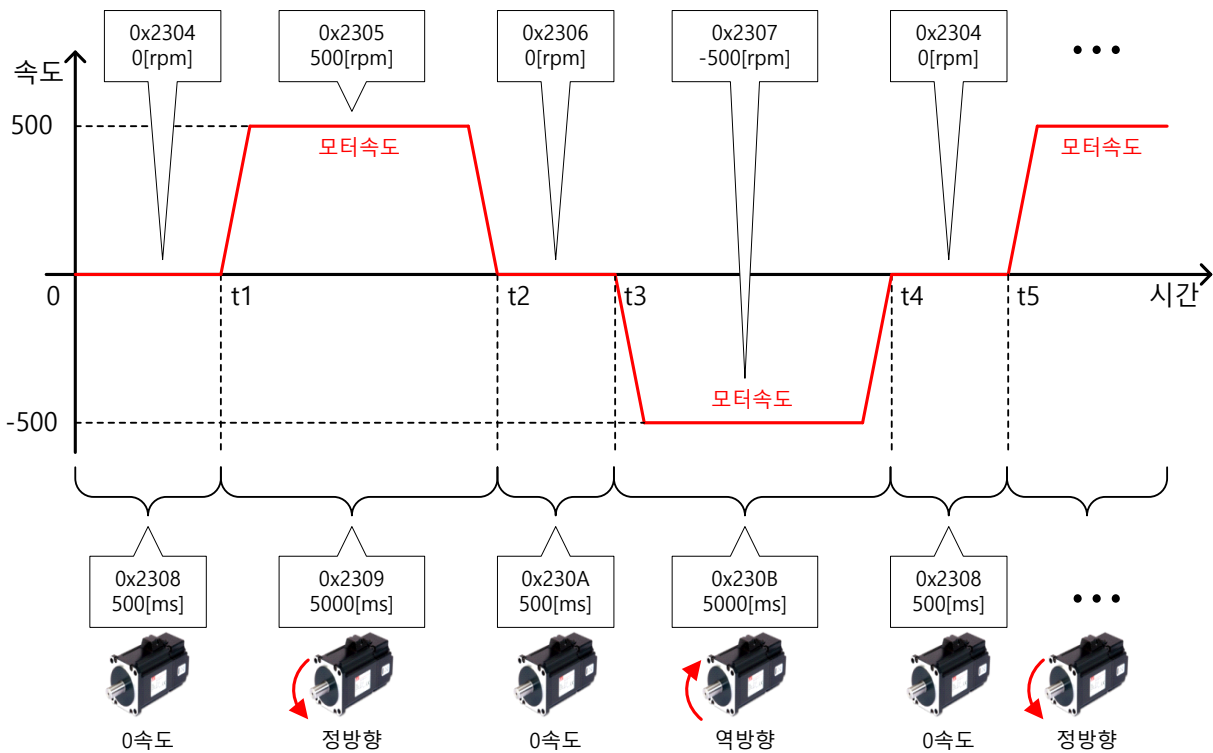 0x2304
0[rpm]
0x2305
500[rpm]
0x2306
0[rpm]
0x2307
-500[rpm]
0x2304
0[rpm]
•••
속도
500
모터속도
모터속도
0
t1
t2
t3
t4
t5
시간
모터속도
-500
0x2308
500[ms]
0x2309
5000[ms]
0x230A
500[ms]
0x230B
5000[ms]
0x2308
500[ms]
•••
0속도
정방향
0속도
역방향
0속도
정방향